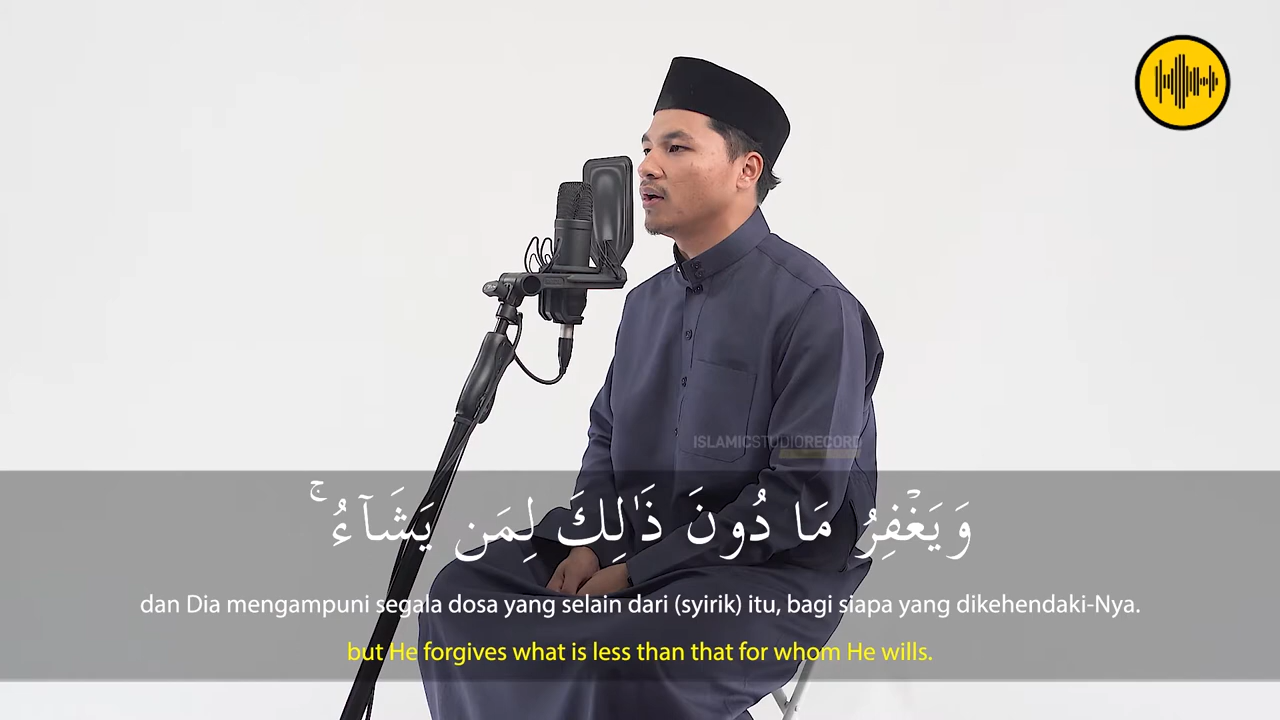 ISLAMICSTUDIORECORD
وَيَغْفِرُ مَا دُونَ ذَٰلِكَ لِمَن يَشَآءُ ۚ
dan Dia mengampuni segala dosa yang selain dari (syirik) itu, bagi siapa yang dikehendaki-Nya.
but He forgives what is less than that for whom He wills.